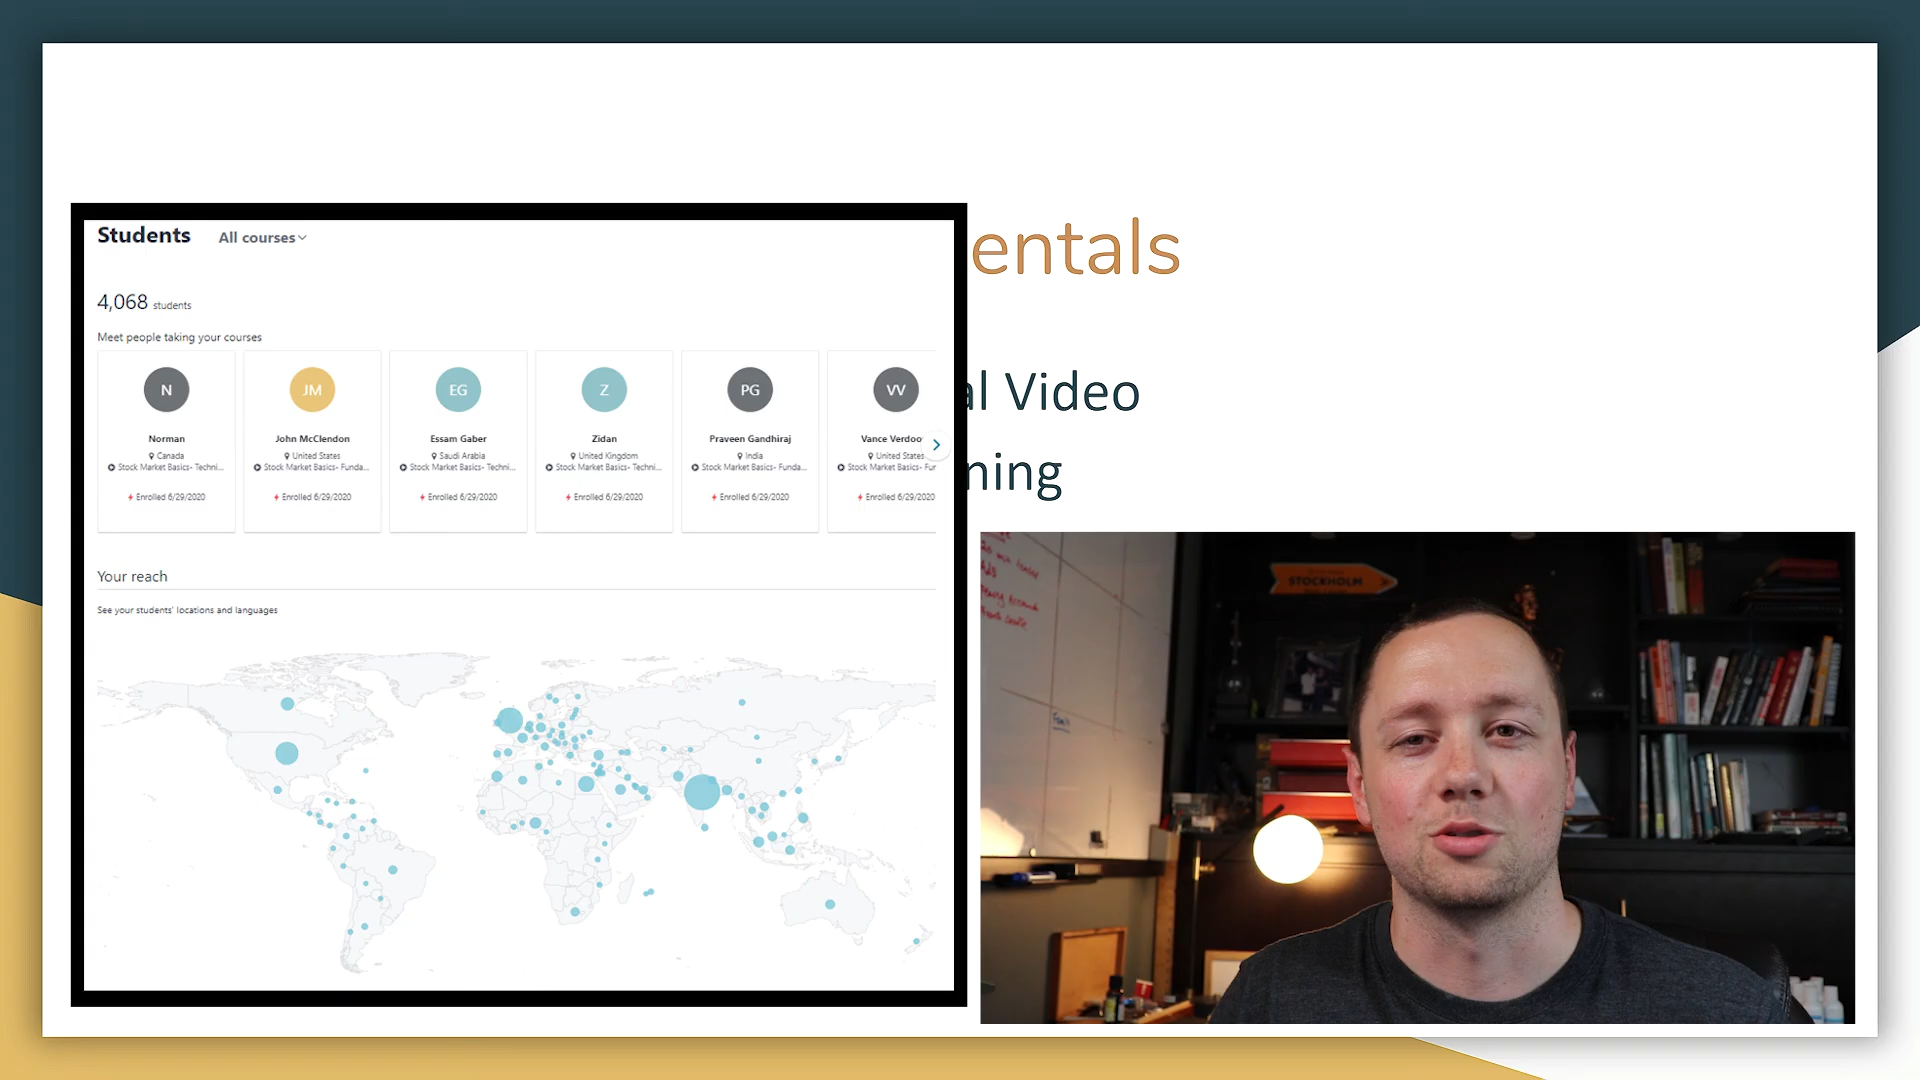 Students All courses
4,068 students
Meet people taking your courses
N JM EG Z PG VV
Norman John McClendon Essam Gaber Zidan Praveen Gandhiraj Vance Verdoo
Canada United States Saudi Arabia United Kingdom India United States
Stock Market Basics- Techni... Stock Market Basics- Funda... Stock Market Basics- Techni... Stock Market Basics- Techni... Stock Market Basics- Funda... Stock Market Basics- Fur
Enrolled 6/29/2020 Enrolled 6/29/2020 Enrolled 6/29/2020 Enrolled 6/29/2020 Enrolled 6/29/2020 Enrolled 6/29/2020
Your reach
See your students' locations and languages
entals
al Video
ning
STOCKHOLM